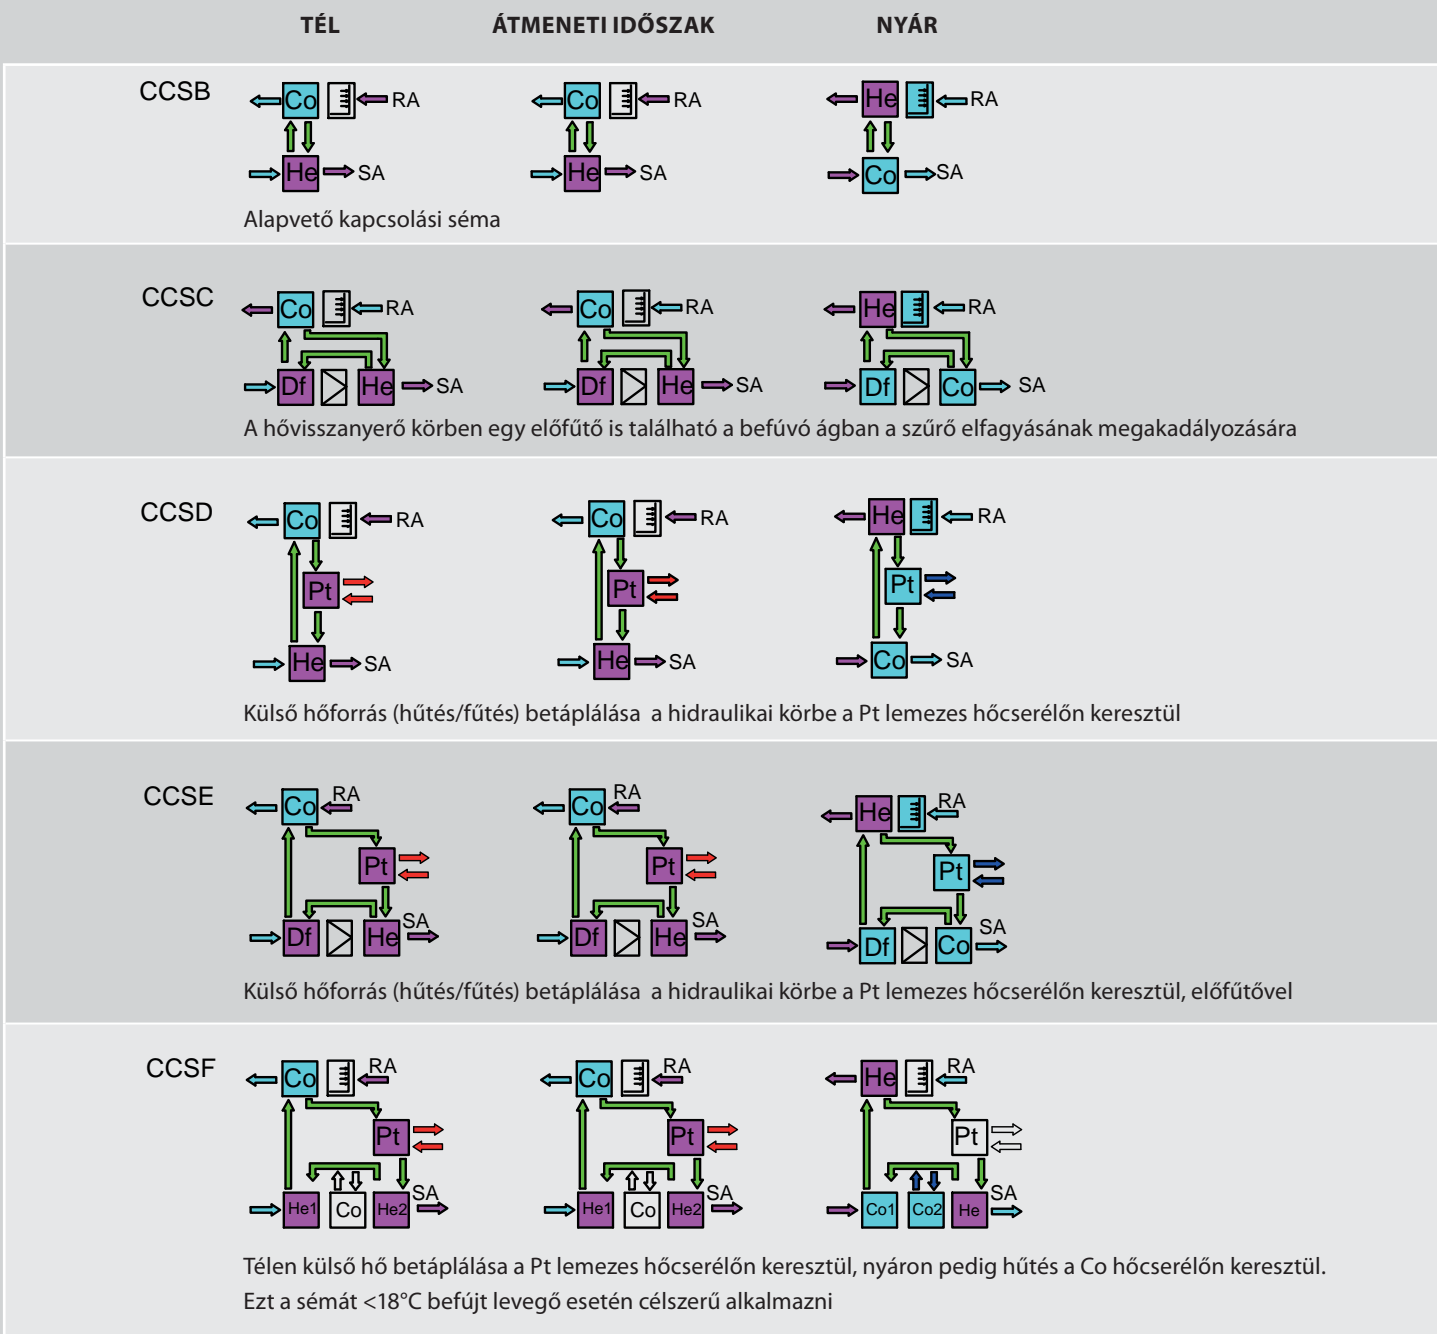 TÉL ÁTMENETI IDŐSZAK NYÁR
CCSB
Co RA Co RA He RA
He SA He SA Co SA
Alapvető kapcsolási séma
CCSC
Co RA Co RA He RA
Df He SA Df He SA Df Co SA
A hővisszanyerő körben egy előfűtő is található a befúvó ágban a szűrő elfagyásának megakadályozására
CCSD
Co RA Co RA He RA
Pt Pt Pt
He SA He SA Co SA
Külső hőforrás (hűtés/fűtés) betáplálása a hidraulikai körbe a Pt lemezes hőcserélőn keresztül
CCSE
Co RA Co RA He RA
Pt Pt Pt
Df He SA Df He SA Df Co SA
Külső hőforrás (hűtés/fűtés) betáplálása a hidraulikai körbe a Pt lemezes hőcserélőn keresztül, előfűtővel
CCSF
Co RA Co RA He RA
Pt Pt Pt
He1 Co He2 SA He1 Co He2 SA Co1 Co2 He SA
Télen külső hő betáplálása a Pt lemezes hőcserélőn keresztül, nyáron pedig hűtés a Co hőcserélőn keresztül.
Ezt a sémát <18°C befújt levegő esetén célszerű alkalmazni